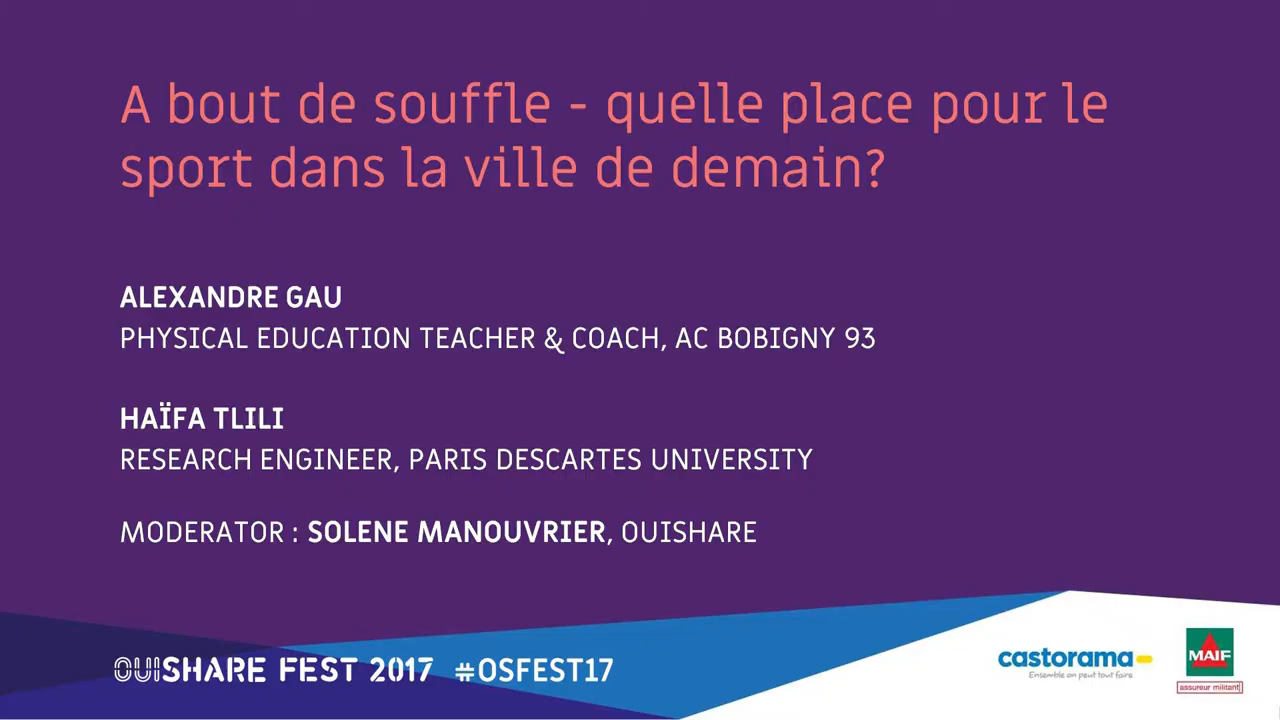 A bout de souffle - quelle place pour le
sport dans la ville de demain?
ALEXANDRE GAU
PHYSICAL EDUCATION TEACHER & COACH, AC BOBIGNY 93
HAÏFA TLILI
RESEARCH ENGINEER, PARIS DESCARTES UNIVERSITY
MODERATOR : SOLENE MANOUVRIER, OUISHARE
OUISHARE FEST 2017 #OSFEST17
castorama
Ensemble on peut tout faire
MAIF
assureur militant